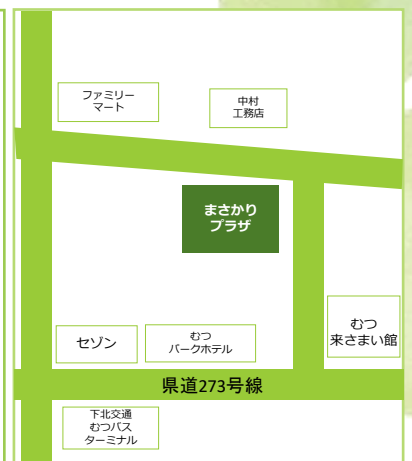 ファミリー
マート
中村
工務店
まさかり
プラザ
むつ
来さまい館
セゾン
むつ
パークホテル
県道273号線
下北交通
むつバス
ターミナル